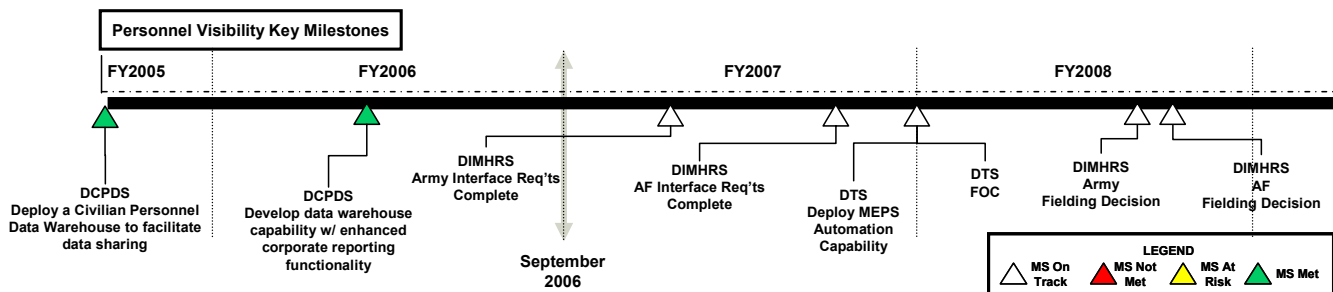 Personnel Visibility Key Milestones
FY2005
FY2006
FY2007
FY2008
DCPDS
Deploy a Civilian Personnel
Data Warehouse to facilitate
data sharing
DCPDS
Develop data warehouse
capability w/ enhanced
corporate reporting
functionality
DIMHRS
Army Interface Req'ts
Complete
September
2006
DIMHRS
AF Interface Req'ts
Complete
DTS
Deploy MEPS
Automation
Capability
DTS
FOC
DIMHRS
Army
Fielding Decision
DIMHRS
AF
Fielding Decision
LEGEND
MS On
Track
MS Not
Met
MS At
Risk
MS Met